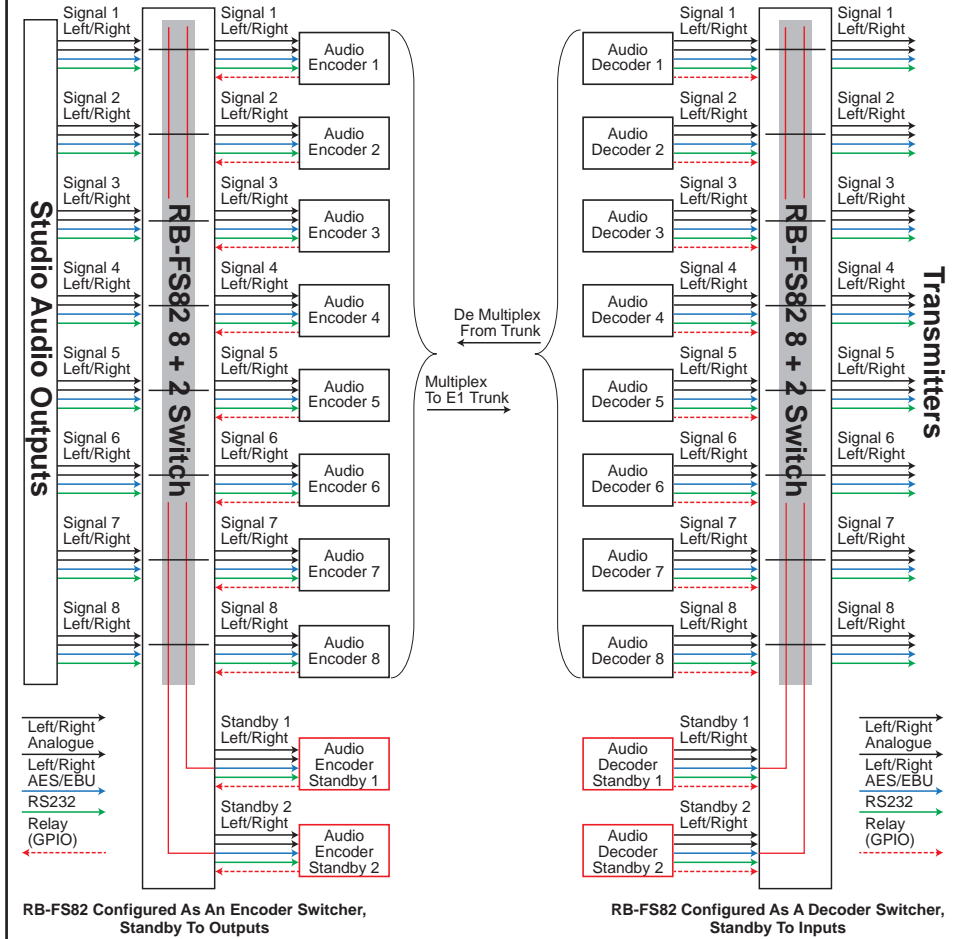 Studio Audio Outputs
Signal 1
Left/Right
Signal 2
Left/Right
Signal 3
Left/Right
Signal 4
Left/Right
Signal 5
Left/Right
Signal 6
Left/Right
Signal 7
Left/Right
Signal 8
Left/Right
RB-FS82 8 + 2 Switch
Signal 1
Left/Right
Signal 2
Left/Right
Signal 3
Left/Right
Signal 4
Left/Right
Signal 5
Left/Right
Signal 6
Left/Right
Signal 7
Left/Right
Signal 8
Left/Right
Standby 1
Left/Right
Standby 2
Left/Right
Audio
Encoder 1
Audio
Encoder 2
Audio
Encoder 3
Audio
Encoder 4
Audio
Encoder 5
Audio
Encoder 6
Audio
Encoder 7
Audio
Encoder 8
Audio
Encoder
Standby 1
Audio
Encoder
Standby 2
Left/Right
Analogue
Left/Right
AES/EBU
RS232
Relay
(GPIO)
RB-FS82 Configured As An Encoder Switcher,
Standby To Outputs
De Multiplex
From Trunk
Multiplex
To E1 Trunk
Audio
Decoder 1
Audio
Decoder 2
Audio
Decoder 3
Audio
Decoder 4
Audio
Decoder 5
Audio
Decoder 6
Audio
Decoder 7
Audio
Decoder 8
Audio
Decoder
Standby 1
Audio
Decoder
Standby 2
Signal 1
Left/Right
Signal 2
Left/Right
Signal 3
Left/Right
Signal 4
Left/Right
Signal 5
Left/Right
Signal 6
Left/Right
Signal 7
Left/Right
Signal 8
Left/Right
Standby 1
Left/Right
Standby 2
Left/Right
RB-FS82 8 + 2 Switch
Signal 1
Left/Right
Signal 2
Left/Right
Signal 3
Left/Right
Signal 4
Left/Right
Signal 5
Left/Right
Signal 6
Left/Right
Signal 7
Left/Right
Signal 8
Left/Right
Transmitters
Left/Right
Analogue
Left/Right
AES/EBU
RS232
Relay
(GPIO)
RB-FS82 Configured As A Decoder Switcher,
Standby To Inputs